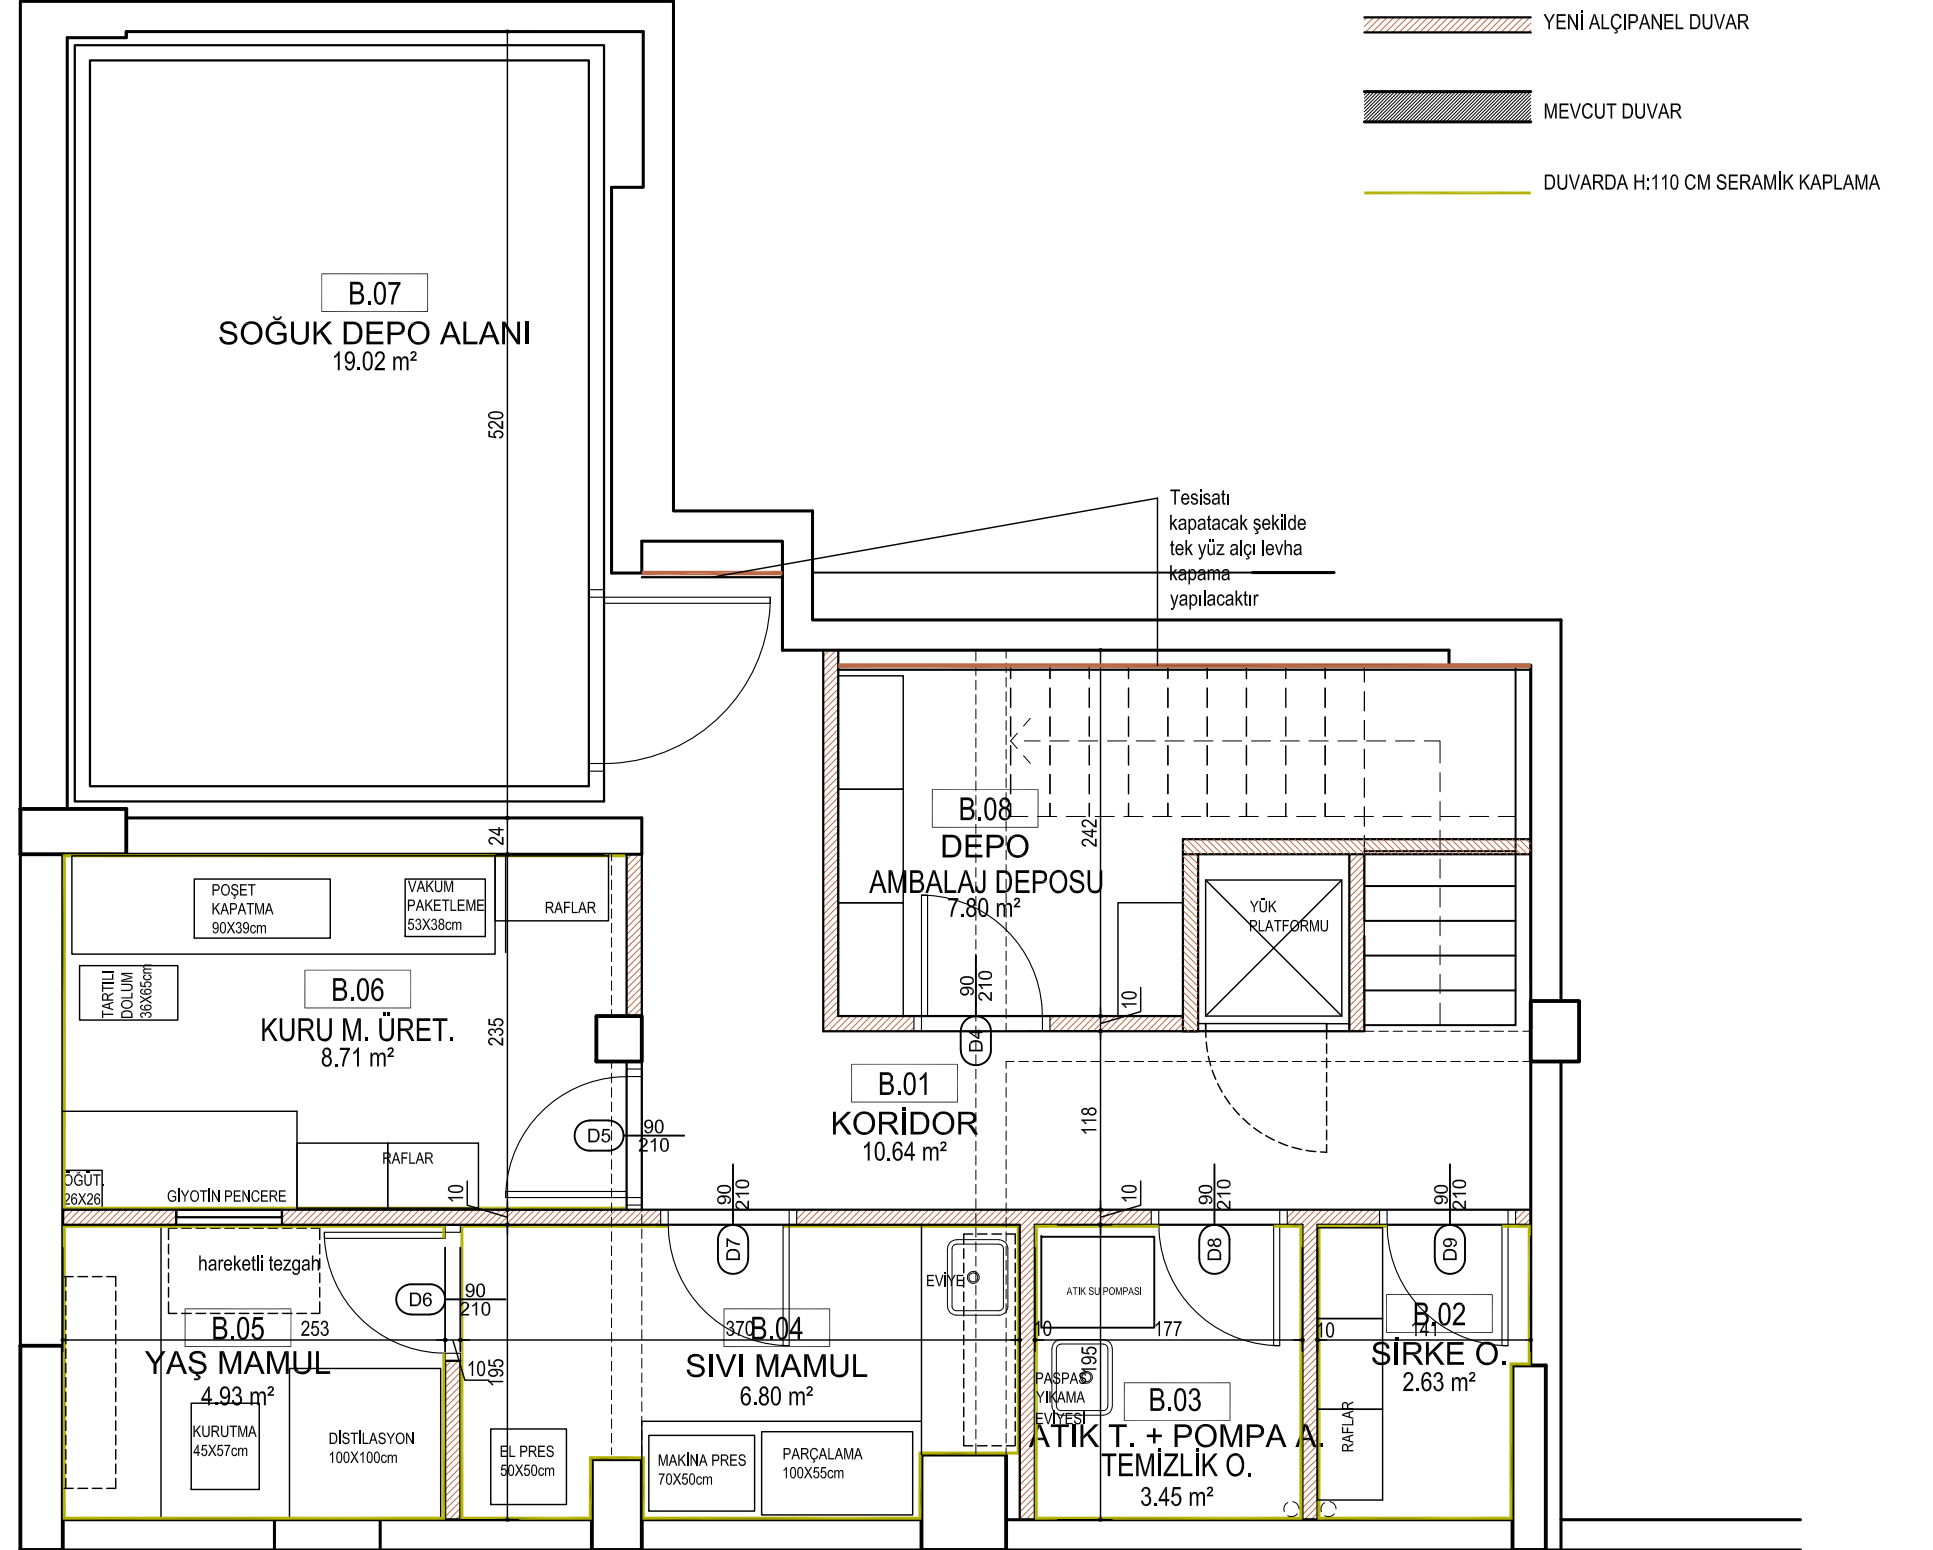 YENİ ALÇIPANEL DUVAR
MEVCUT DUVAR
DUVARDA H:110 CM SERAMİK KAPLAMA
B.07
SOĞUK DEPO ALANI
19.02 m²
520
Tesisatı
kapatacak şekilde
tek yüz alçı levha
kapama
yapılacaktır
24
B.08
DEPO
AMBALAJ DEPOSU
7.80 m²
242
90
210
D4
10
YÜK
PLATFORMU
POŞET
KAPATMA
90X39cm
VAKUM
PAKETLEME
53X38cm
RAFLAR
TARTILI
DOLUM
36X65cm
B.06
KURU M. ÜRET.
8.71 m²
235
B.01
KORİDOR
10.64 m²
118
D5
90
210
RAFLAR
ÖĞÜT.
26X26
GİYOTİN PENCERE
10
90
210
D7
10
90
210
D8
90
210
D9
hareketli tezgah
D6
90
210
B.05
253
YAŞ MAMUL
4.93 m²
10
195
KURUTMA
45X57cm
DİSTİLASYON
100X100cm
EVİYE
370
B.04
SIVI MAMUL
6.80 m²
EL PRES
50X50cm
MAKİNA PRES
70X50cm
PARÇALAMA
100X55cm
ATIK SU POMPASI
10
177
195
PASPAS
YIKAMA
EVİYESİ
B.03
ATIK T. + POMPA A.
TEMİZLİK O.
3.45 m²
B.02
10
141
SİRKE O.
2.63 m²
RAFLAR